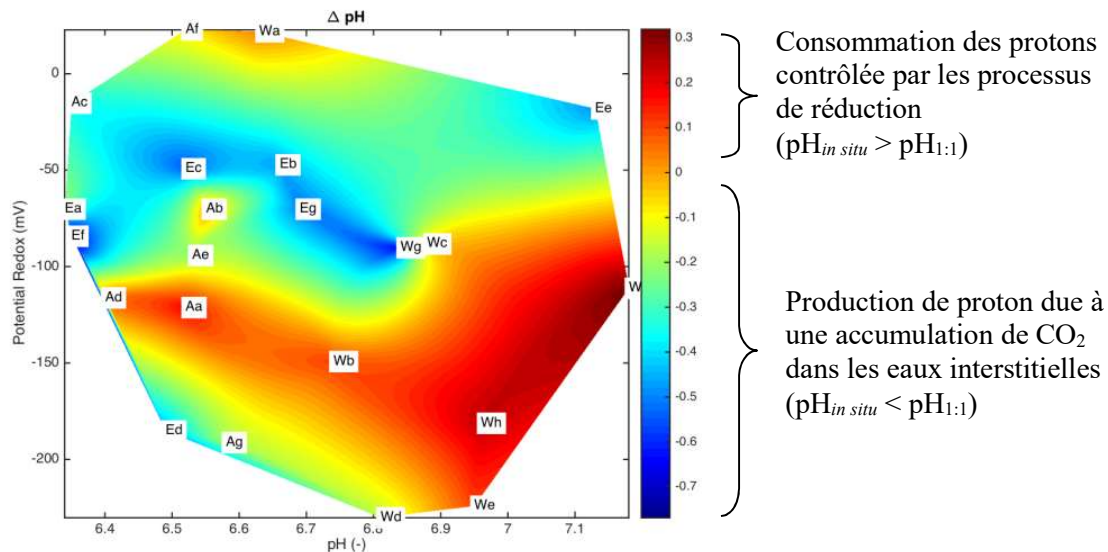 Δ pH
Af
Wa
Ac
Ee
Ec
Eb
Ab
Eg
Ea
Ef
Ae
Wg
Wc
Ad
Aa
W
Wb
Wh
Ed
Ag
Wd
We
0
-50
-100
-150
-200
Potential Redox (mV)
6.4
6.5
6.6
6.7
6.8
6.9
7
7.1
pH (-)
0.3
0.2
0.1
0
-0.1
-0.2
-0.3
-0.4
-0.5
-0.6
-0.7
Consommation des protons
contrôlée par les processus
de réduction
(pHin situ > pH1:1)
Production de proton due à
une accumulation de CO2
dans les eaux interstitielles
(pHin situ < pH1:1)